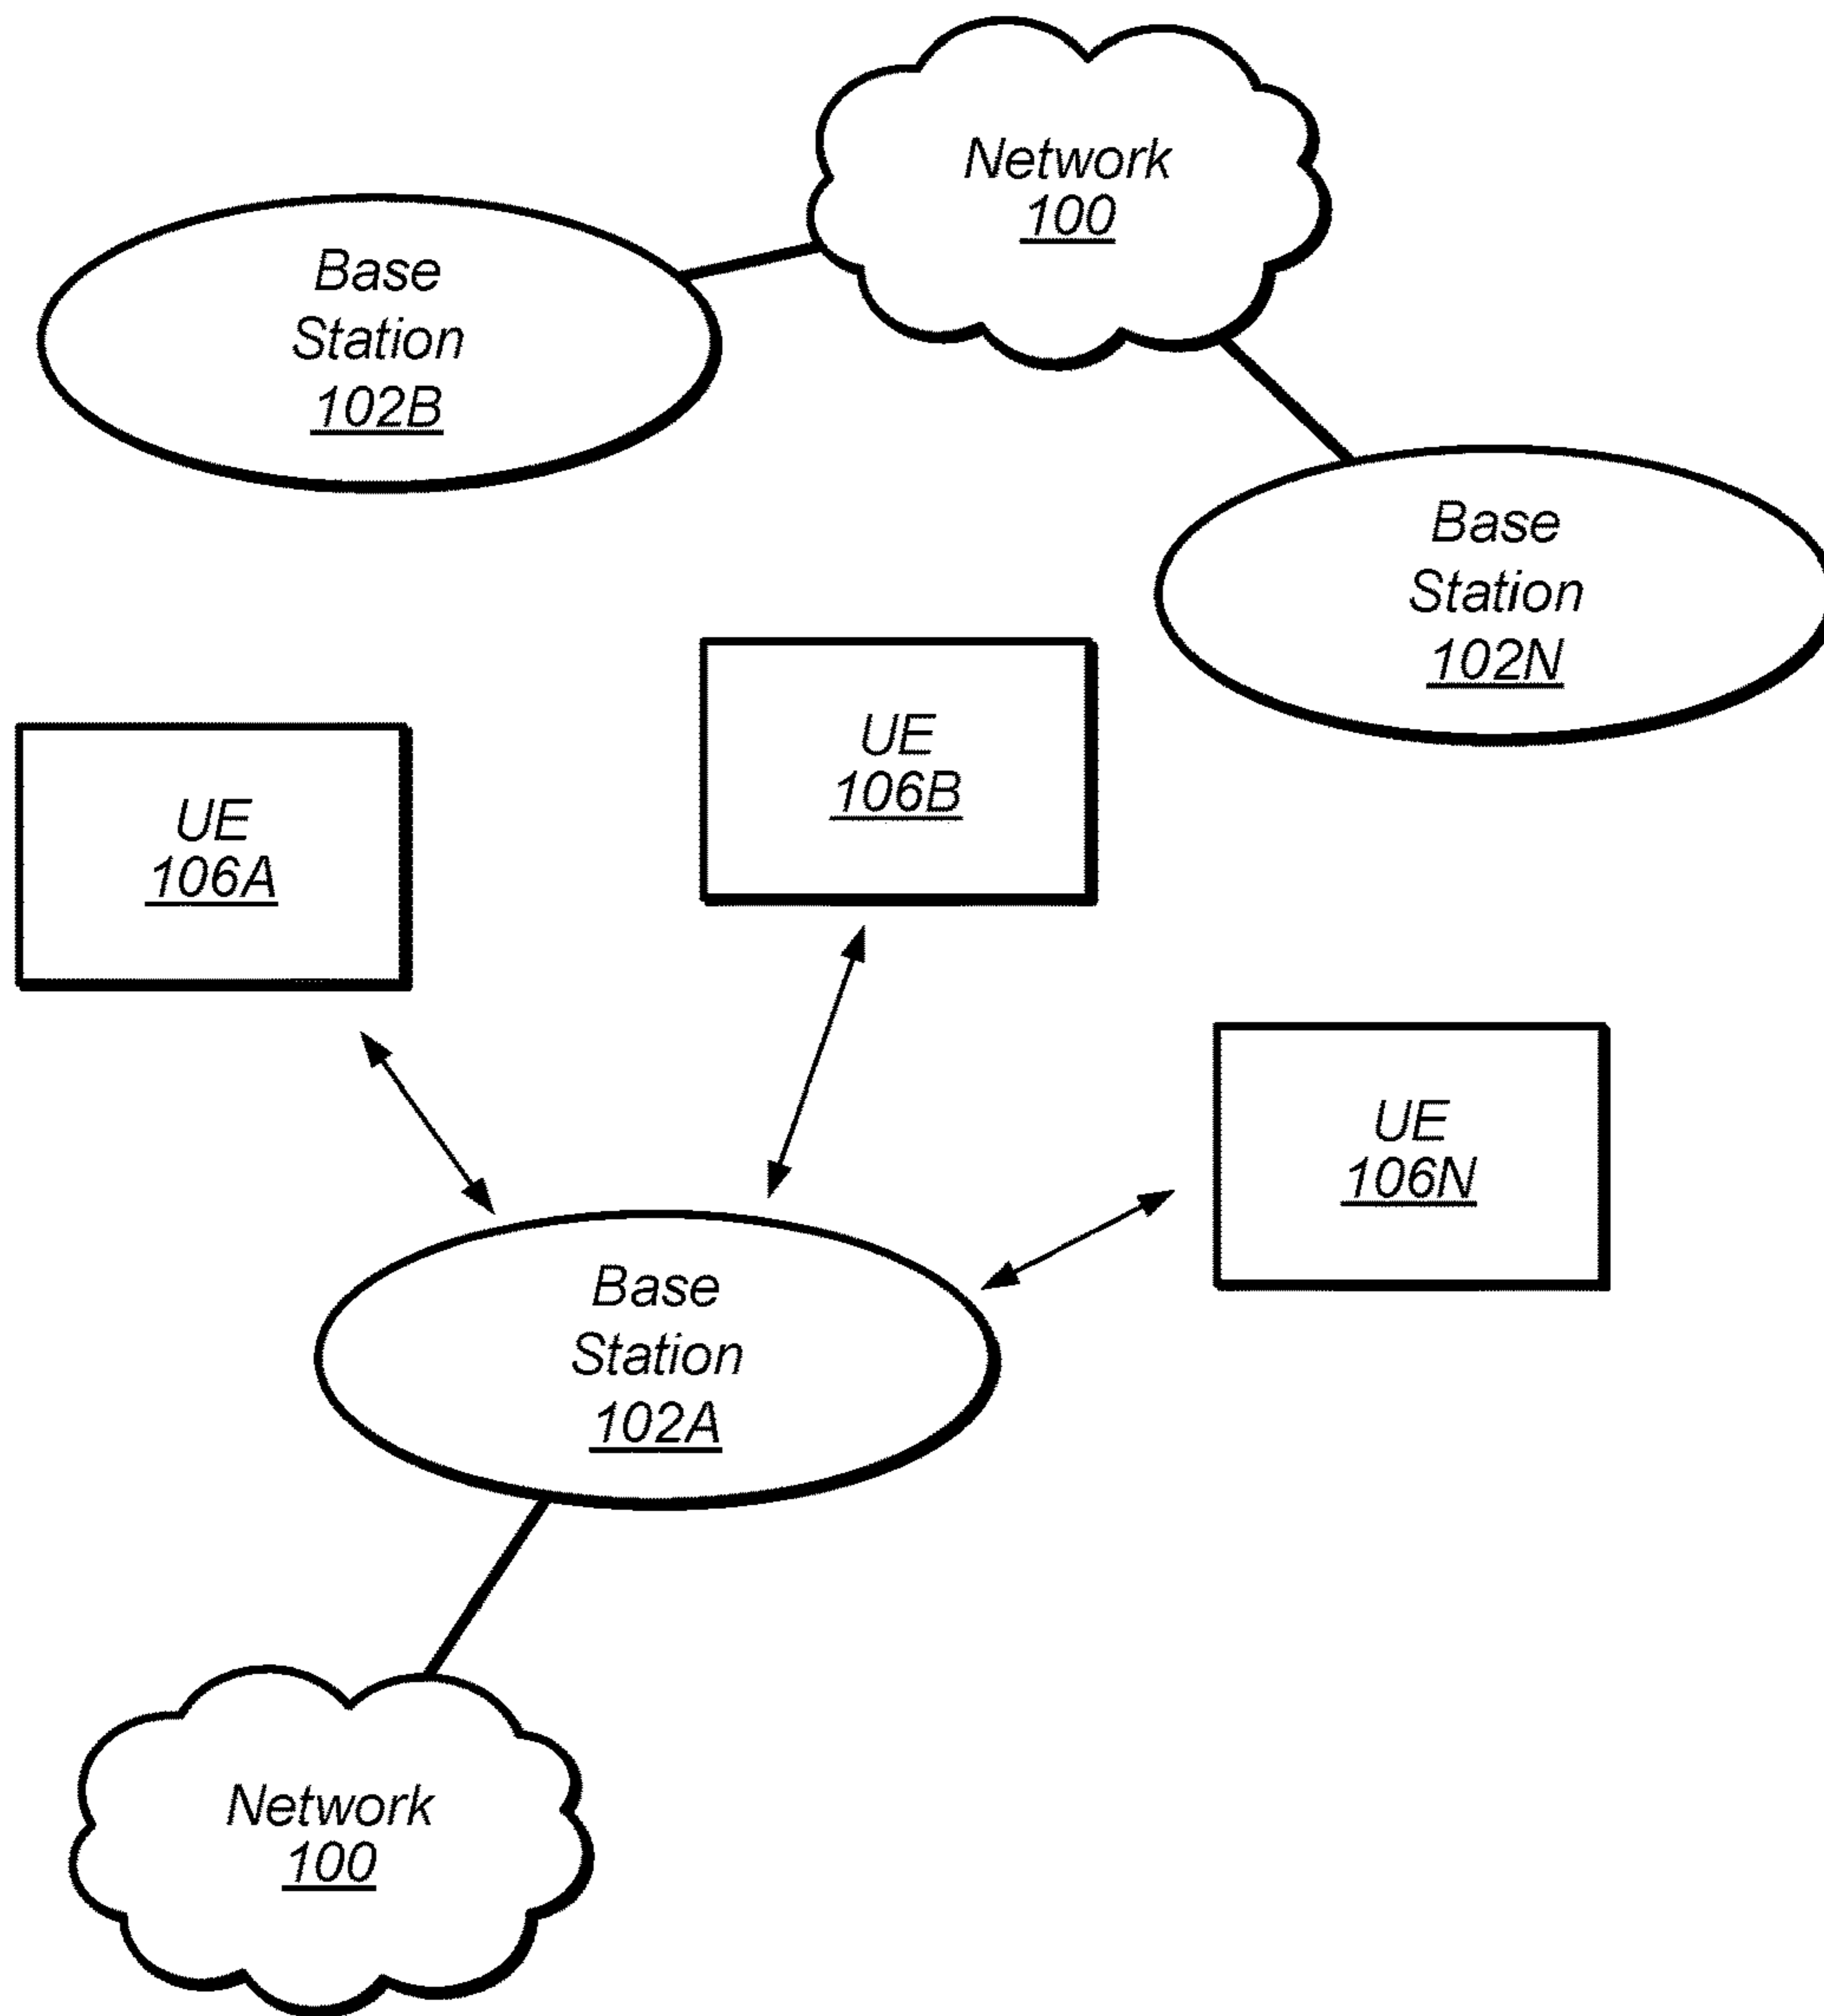 Network
100
Base
Station
102B
Base
Station
102N
UE
106B
UE
106A
UE
106N
Base
Station
102A
Network
100